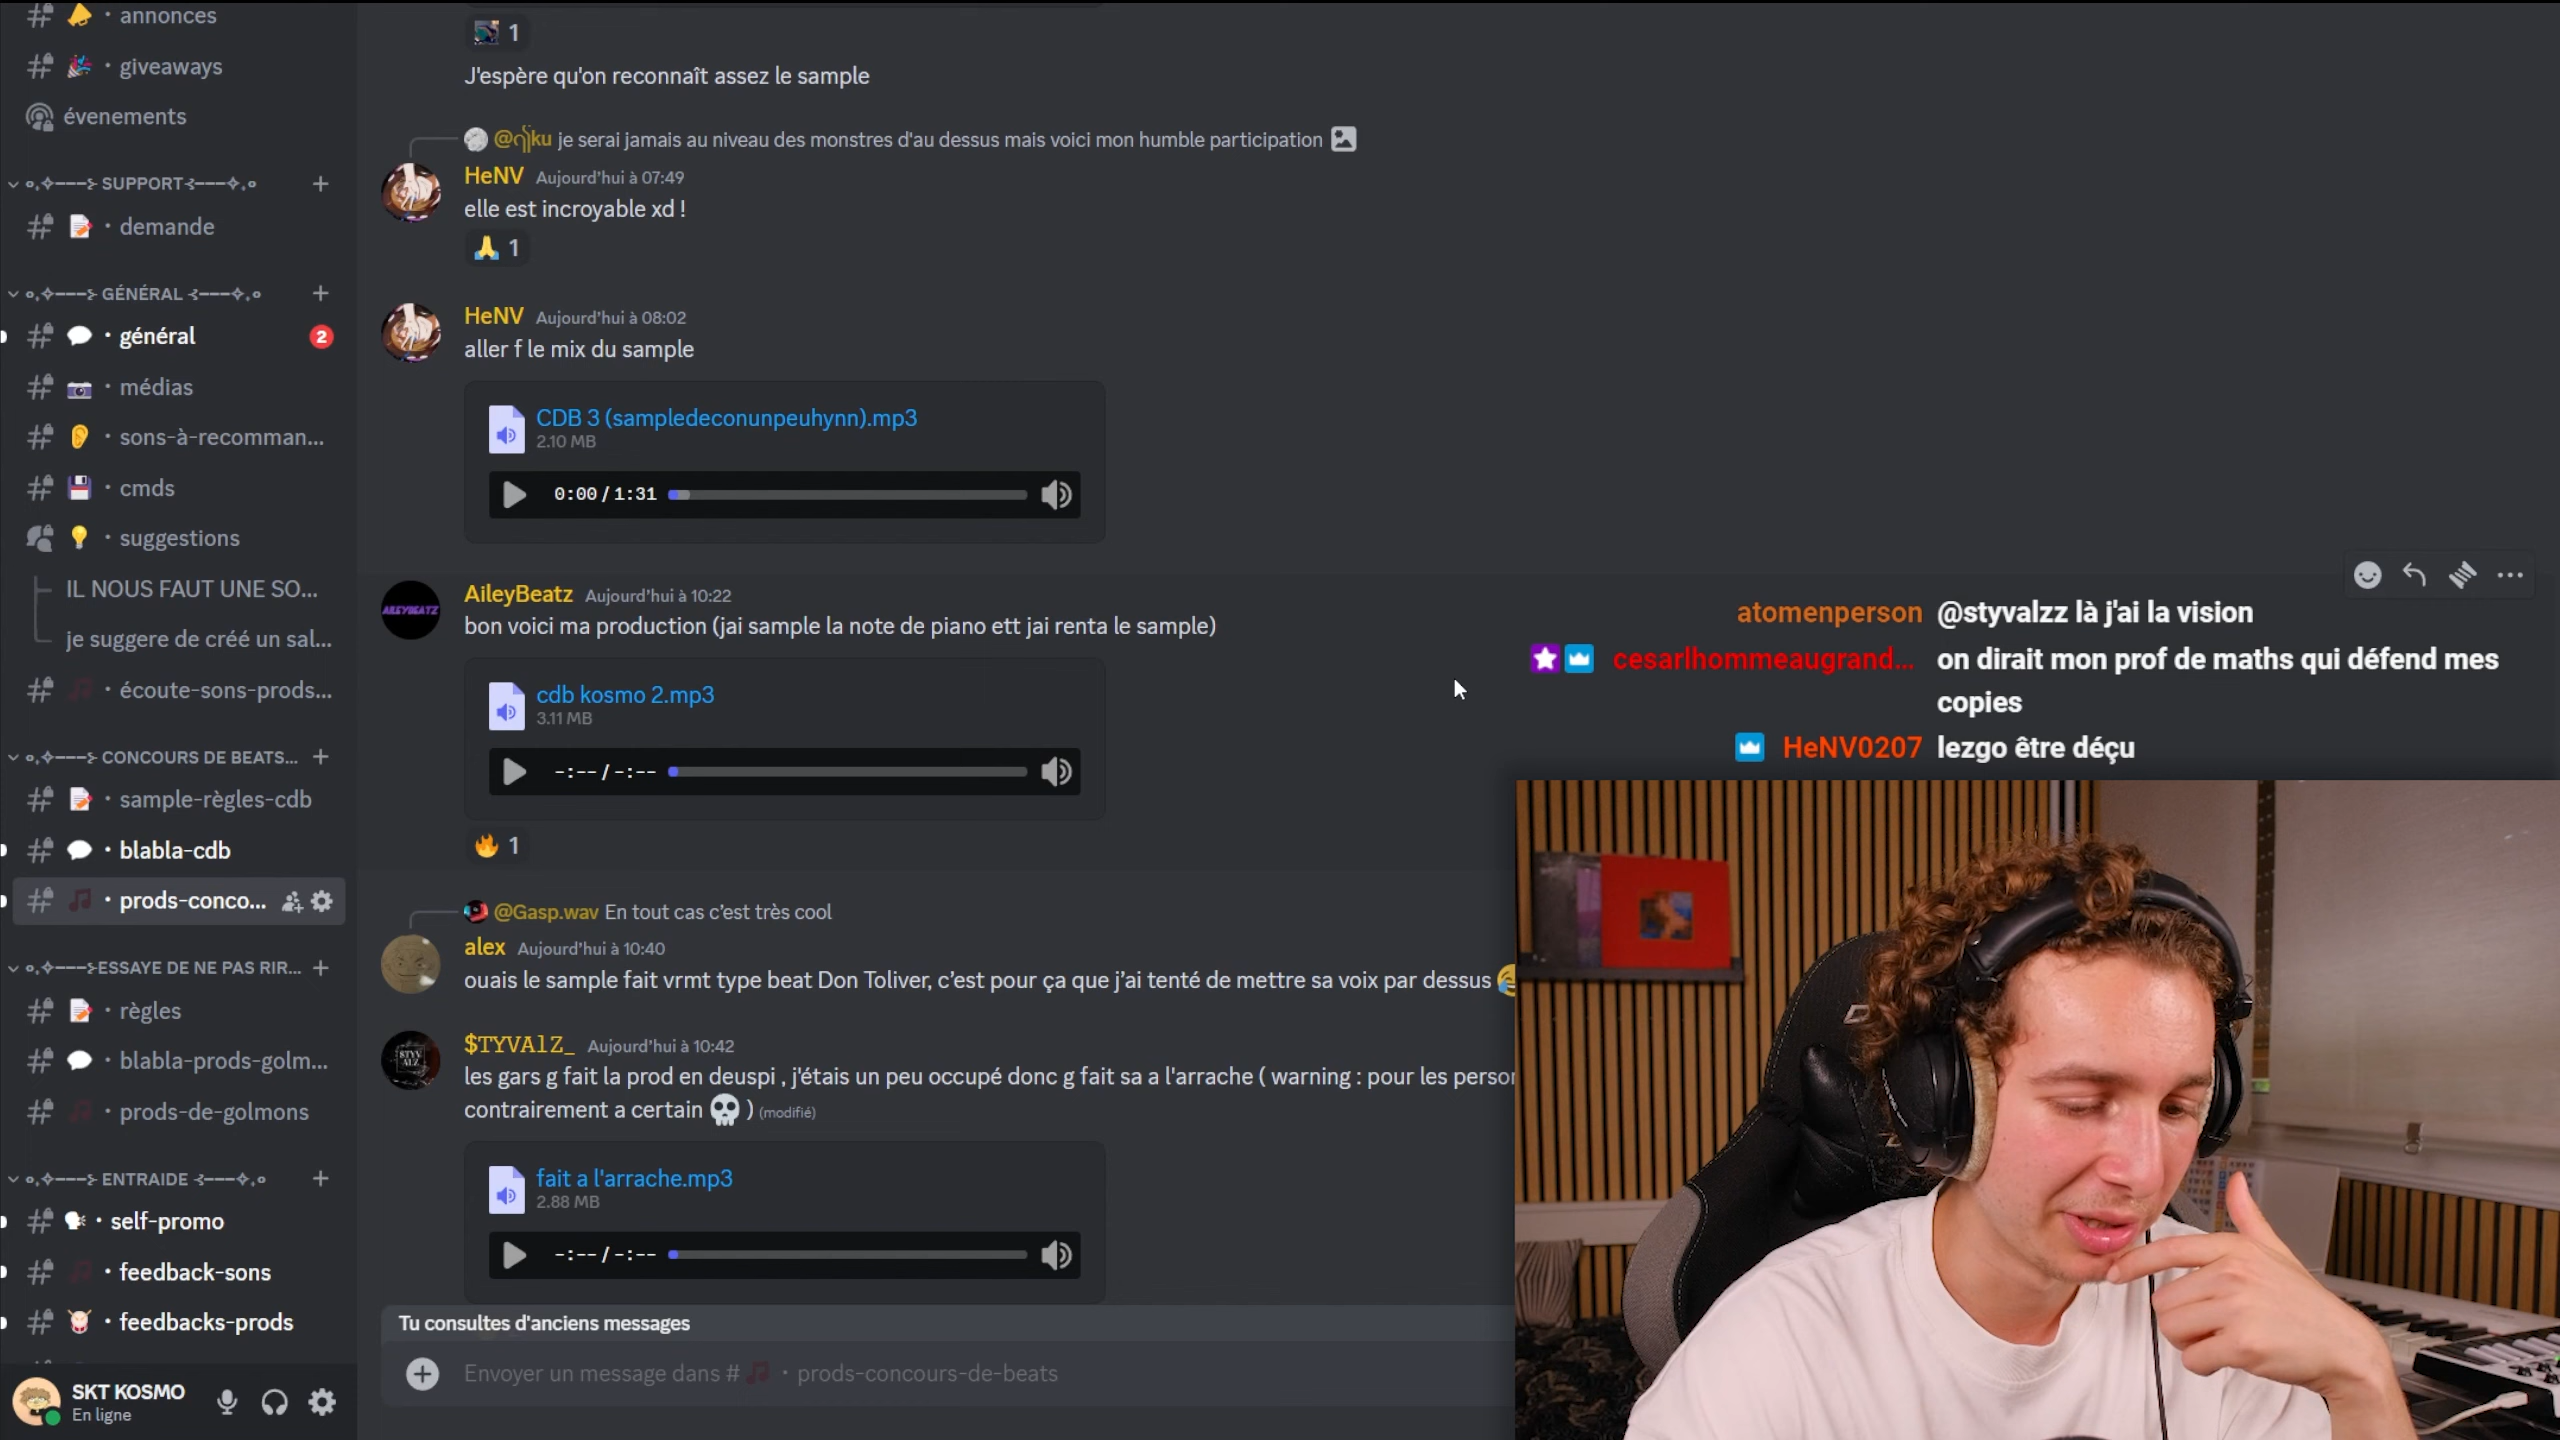 annonces
giveaways
évenements
SUPPORT
demande
GÉNÉRAL
général
2
médias
sons-à-recomman...
cmds
suggestions
IL NOUS FAUT UNE SO...
je suggere de créé un sal...
écoute-sons-prods...
CONCOURS DE BEATS...
sample-règles-cdb
blabla-cdb
prods-conco...
ESSAYE DE NE PAS RIR...
règles
blabla-prods-golm...
prods-de-golmons
ENTRAIDE
self-promo
feedback-sons
feedbacks-prods
SKT KOSMO
En ligne
1
J'espère qu'on reconnaît assez le sample
je serai jamais au niveau des monstres d'au dessus mais voici mon humble participation
HeNV Aujourd'hui à 07:49
elle est incroyable xd !
1
HeNV Aujourd'hui à 08:02
aller f le mix du sample
CDB 3 (sampledeconunpeuhynn).mp3
2.10 MB
0:00 / 1:31
AileyBeatz Aujourd'hui à 10:22
AILEYBEATZ
bon voici ma production (jai sample la note de piano ett jai renta le sample)
cdb kosmo 2.mp3
3.11 MB
-:-- / -:--
1
@Gasp.wav En tout cas c'est très cool
alex Aujourd'hui à 10:40
ouais le sample fait vrmt type beat Don Toliver, c'est pour ça que j'ai tenté de mettre sa voix par dessus
$TYVAlZ_ Aujourd'hui à 10:42
STYV
ALZ
les gars g fait la prod en deuspi , j'étais un peu occupé donc g fait sa a l'arrache ( warning : pour les perso
contrairement a certain ) (modifié)
fait a l'arrache.mp3
2.88 MB
-:-- / -:--
Tu consultes d'anciens messages
Envoyer un message dans # · prods-concours-de-beats
atomenperson @styvalzz là j'ai la vision
cesarlhommeaugrand... on dirait mon prof de maths qui défend mes
copies
HeNV0207 lezgo être déçu